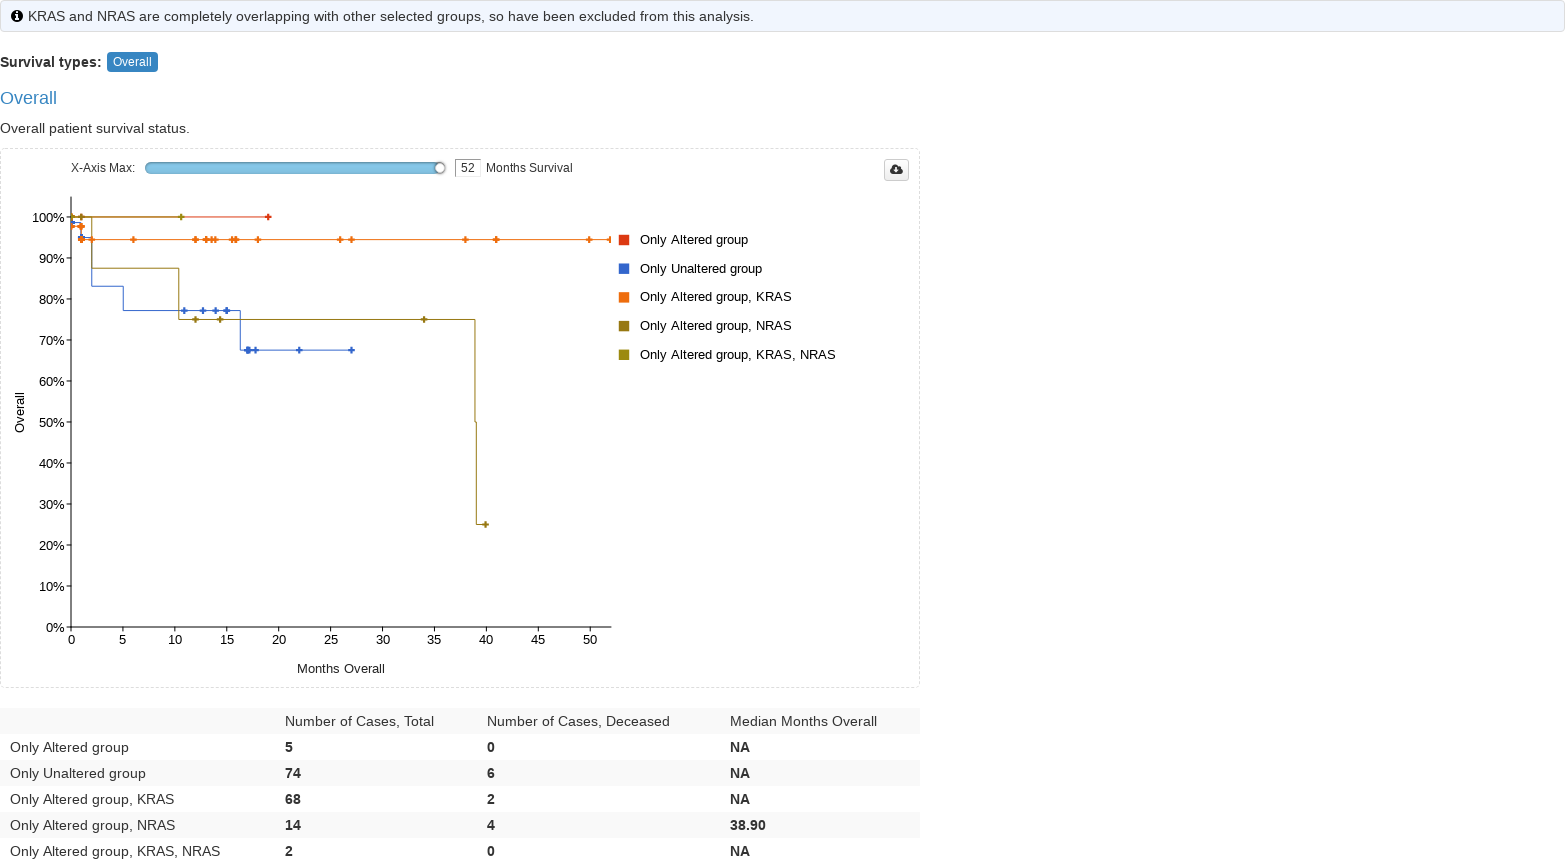 KRAS and NRAS are completely overlapping with other selected groups, so have been excluded from this analysis.
Survival types: Overall
Overall
Overall patient survival status.
X-Axis Max: 52 Months Survival
100%
90%
80%
70%
60%
50%
40%
30%
20%
10%
0%
Overall
0 5 10 15 20 25 30 35 40 45 50
Months Overall
Only Altered group
Only Unaltered group
Only Altered group, KRAS
Only Altered group, NRAS
Only Altered group, KRAS, NRAS
Number of Cases, Total Number of Cases, Deceased Median Months Overall
Only Altered group 5 0 NA
Only Unaltered group 74 6 NA
Only Altered group, KRAS 68 2 NA
Only Altered group, NRAS 14 4 38.90
Only Altered group, KRAS, NRAS 2 0 NA